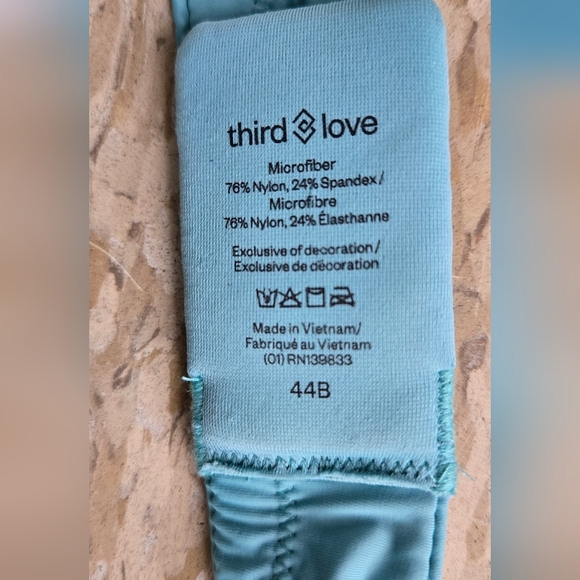 third love
Microfiber
76% Nylon, 24% Spandex/
Microfibre
76% Nylon, 24% Élasthanne
Exclusive of decoration/
Exclusive de décoration
Made in Vietnam/
Fabriqué au Vietnam
(01) RN139833
44B